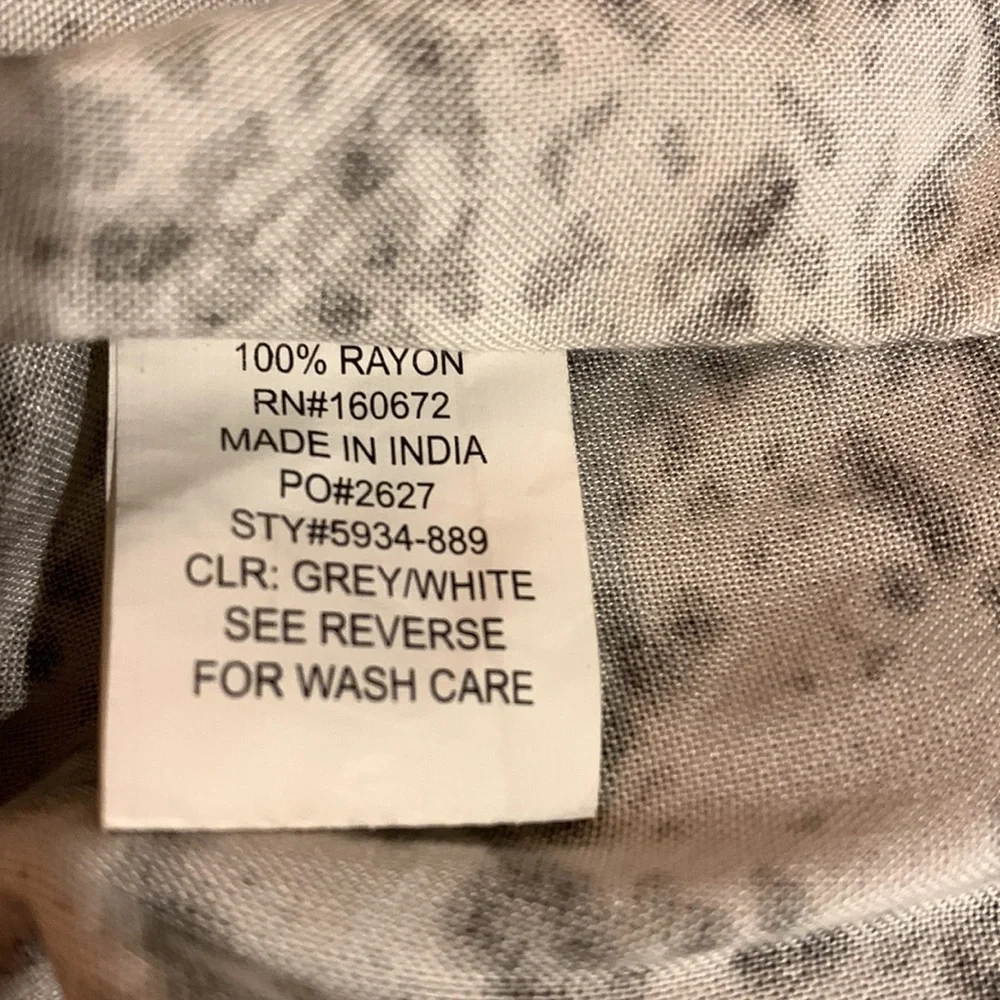 100% RAYON
RN#160672
MADE IN INDIA
PO#2627
STY#5934-889
CLR: GREY/WHITE
SEE REVERSE
FOR WASH CARE